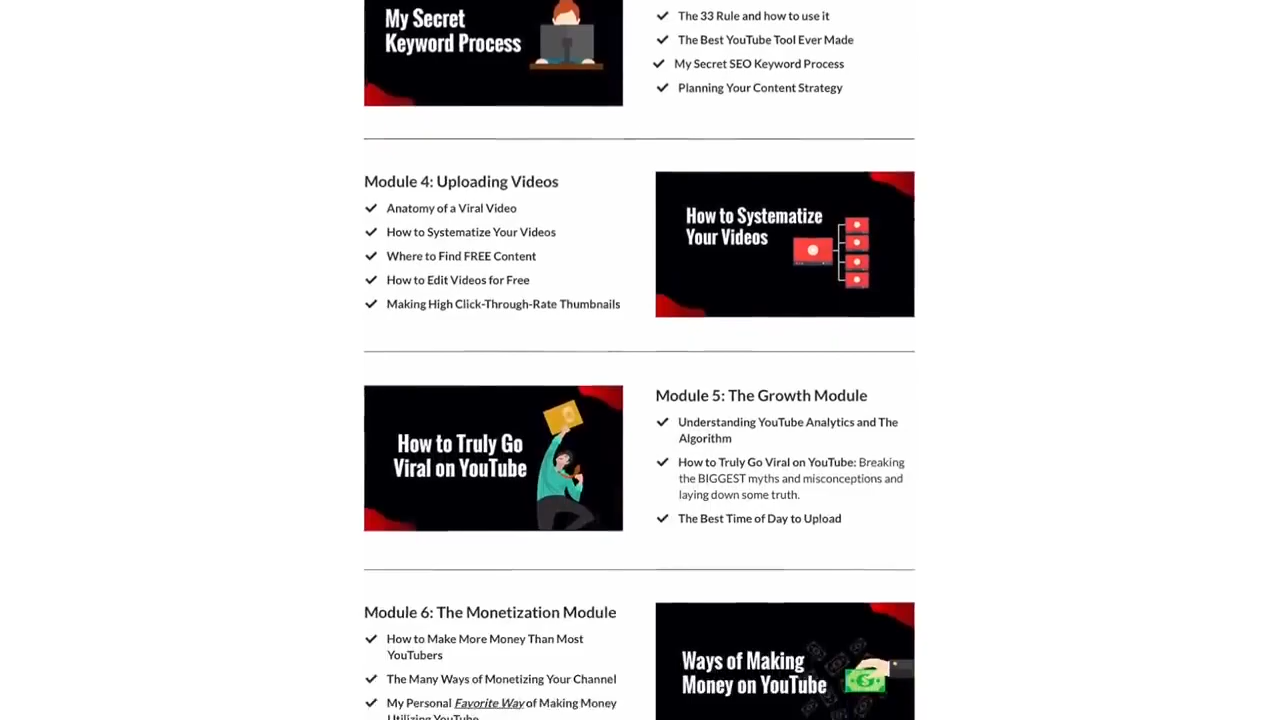 My Secret
Keyword Process
The 33 Rule and how to use it
The Best YouTube Tool Ever Made
My Secret SEO Keyword Process
Planning Your Content Strategy
Module 4: Uploading Videos
Anatomy of a Viral Video
How to Systematize Your Videos
Where to Find FREE Content
How to Edit Videos for Free
Making High Click-Through-Rate Thumbnails
How to Systematize
Your Videos
How to Truly Go
Viral on YouTube
Module 5: The Growth Module
Understanding YouTube Analytics and The
Algorithm
How to Truly Go Viral on YouTube: Breaking
the BIGGEST myths and misconceptions and
laying down some truth.
The Best Time of Day to Upload
Module 6: The Monetization Module
How to Make More Money Than Most
YouTubers
The Many Ways of Monetizing Your Channel
My Personal Favorite Way of Making Money
Utilizing YouTube
Ways of Making
Money on YouTube